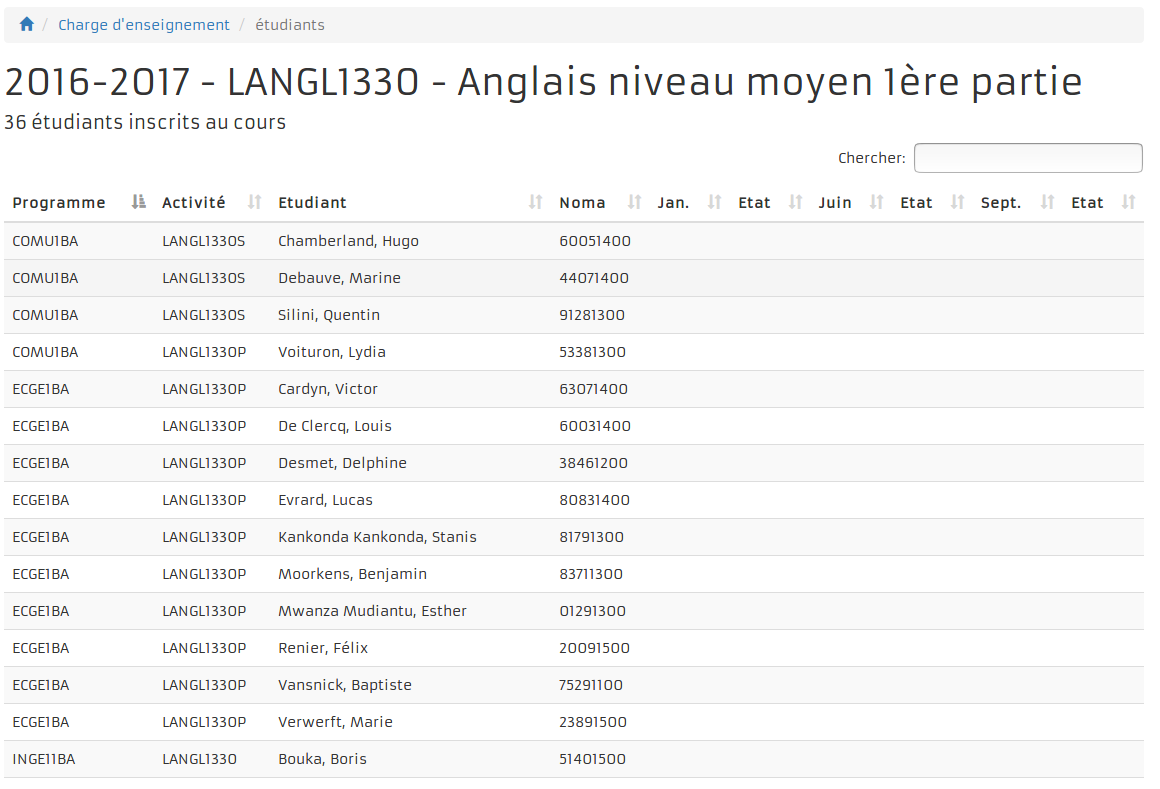 / Charge d'enseignement / étudiants
2016-2017 - LANGL1330 - Anglais niveau moyen 1ère partie
36 étudiants inscrits au cours
Chercher:
Programme Activité Etudiant Noma Jan. Etat Juin Etat Sept. Etat
COMU1BA LANGL1330S Chamberland, Hugo 60051400
COMU1BA LANGL1330S Debauve, Marine 44071400
COMU1BA LANGL1330S Silini, Quentin 91281300
COMU1BA LANGL1330P Voituron, Lydia 53381300
ECGE1BA LANGL1330P Cardyn, Victor 63071400
ECGE1BA LANGL1330P De Clercq, Louis 60031400
ECGE1BA LANGL1330P Desmet, Delphine 38461200
ECGE1BA LANGL1330P Evrard, Lucas 80831400
ECGE1BA LANGL1330P Kankonda Kankonda, Stanis 81791300
ECGE1BA LANGL1330P Moorkens, Benjamin 83711300
ECGE1BA LANGL1330P Mwanza Mudiantu, Esther 01291300
ECGE1BA LANGL1330P Renier, Félix 20091500
ECGE1BA LANGL1330P Vansnick, Baptiste 75291100
ECGE1BA LANGL1330P Verwerft, Marie 23891500
INGE11BA LANGL1330 Bouka, Boris 51401500